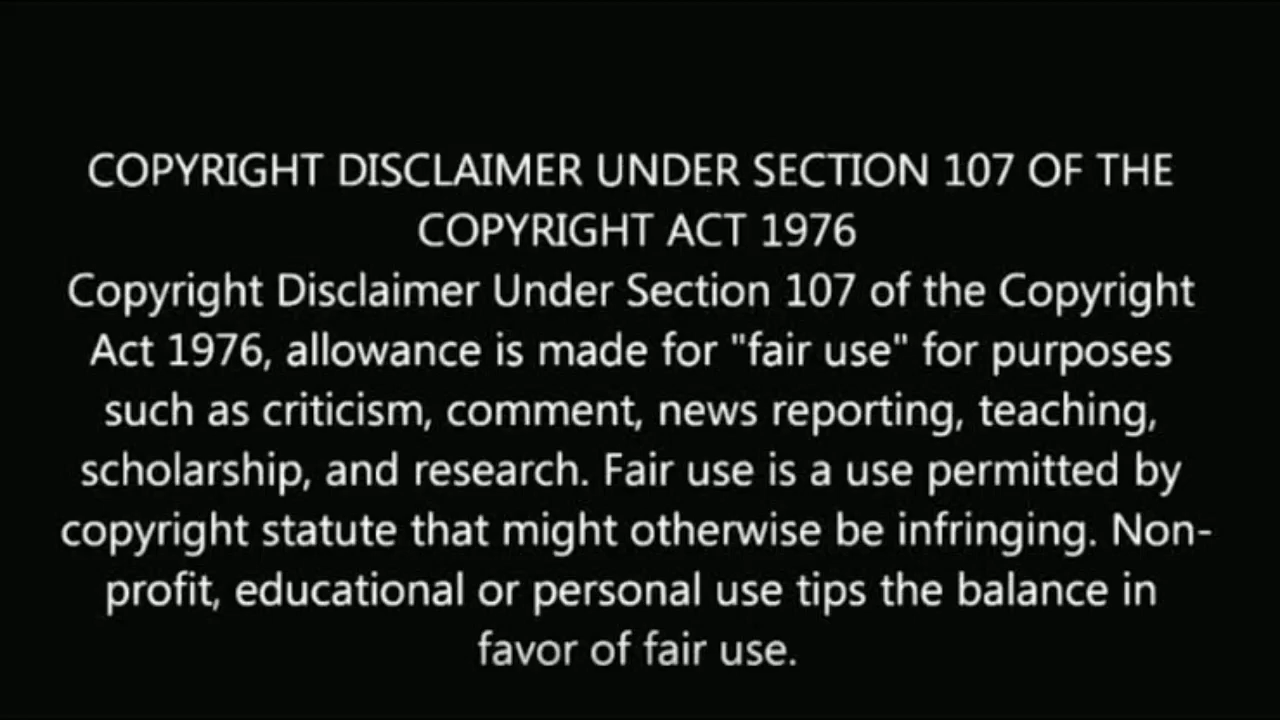 COPYRIGHT DISCLAIMER UNDER SECTION 107 OF THE
COPYRIGHT ACT 1976
Copyright Disclaimer Under Section 107 of the Copyright
Act 1976, allowance is made for "fair use" for purposes
such as criticism, comment, news reporting, teaching,
scholarship, and research. Fair use is a use permitted by
copyright statute that might otherwise be infringing. Non-
profit, educational or personal use tips the balance in
favor of fair use.